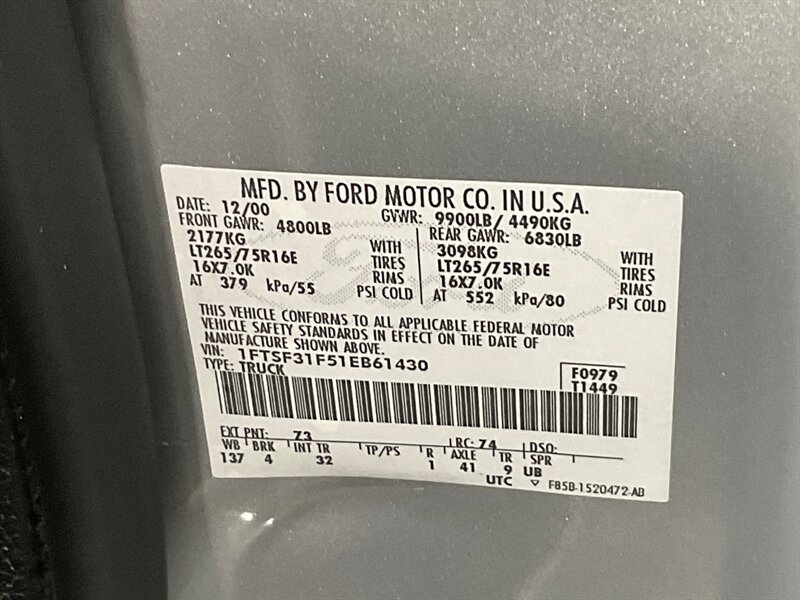 MFD. BY FORD MOTOR CO. IN U.S.A.
DATE: 12/00 GVWR: 9900LB/ 4490KG
FRONT GAWR: 4800LB REAR GAWR: 6830LB
2177KG WITH 3098KG WITH
LT265/75R16E TIRES LT265/75R16E TIRES
16X7.0K RIMS 16X7.0K RIMS
AT 379 kPa/55 PSI COLD AT 552 kPa/80 PSI COLD
THIS VEHICLE CONFORMS TO ALL APPLICABLE FEDERAL MOTOR
VEHICLE SAFETY STANDARDS IN EFFECT ON THE DATE OF
MANUFACTURE SHOWN ABOVE.
VIN: 1FTSF31F51EB61430 F0979
TYPE: TRUCK T1449
EXT PNT: Z3 RC: 74 DSO:
WB BRK INT TR TP/PS R AXLE TR SPR
137 4 32 1 41 9 UB
UTC ▽ F85B-1520472-AB